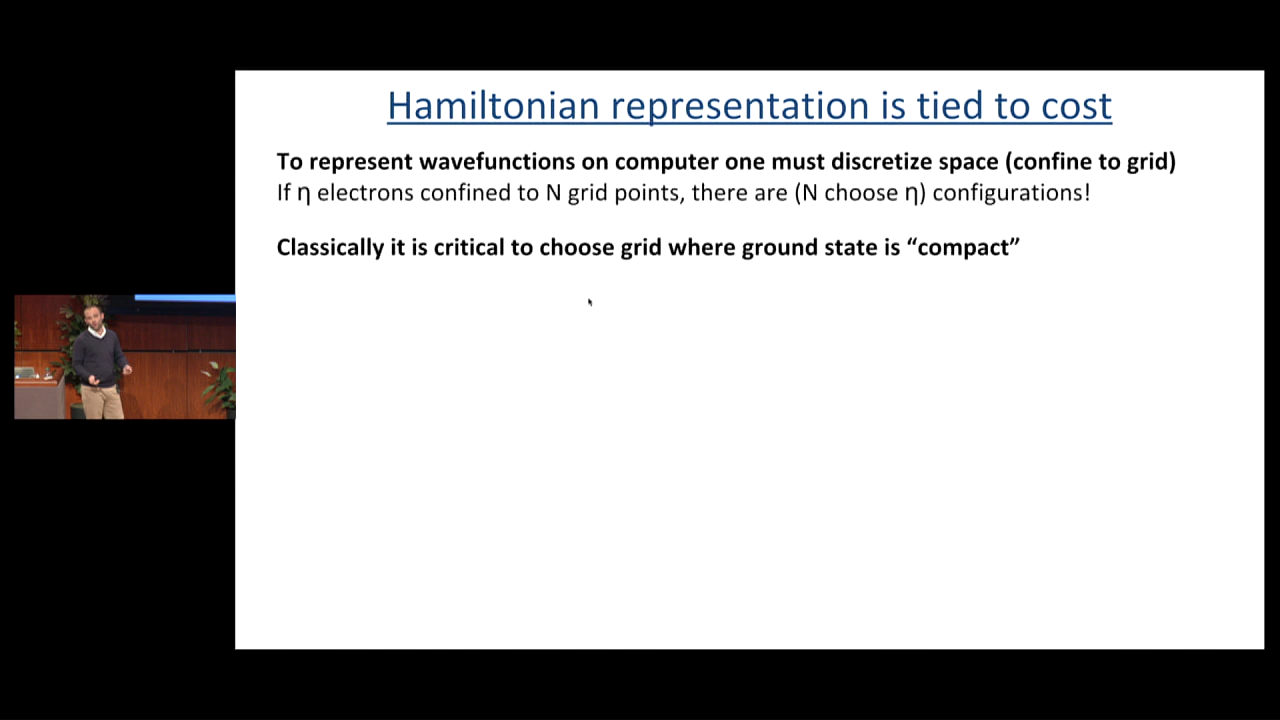 Hamiltonian representation is tied to cost
To represent wavefunctions on computer one must discretize space (confine to grid)
If η electrons confined to N grid points, there are (N choose η) configurations!
Classically it is critical to choose grid where ground state is “compact”